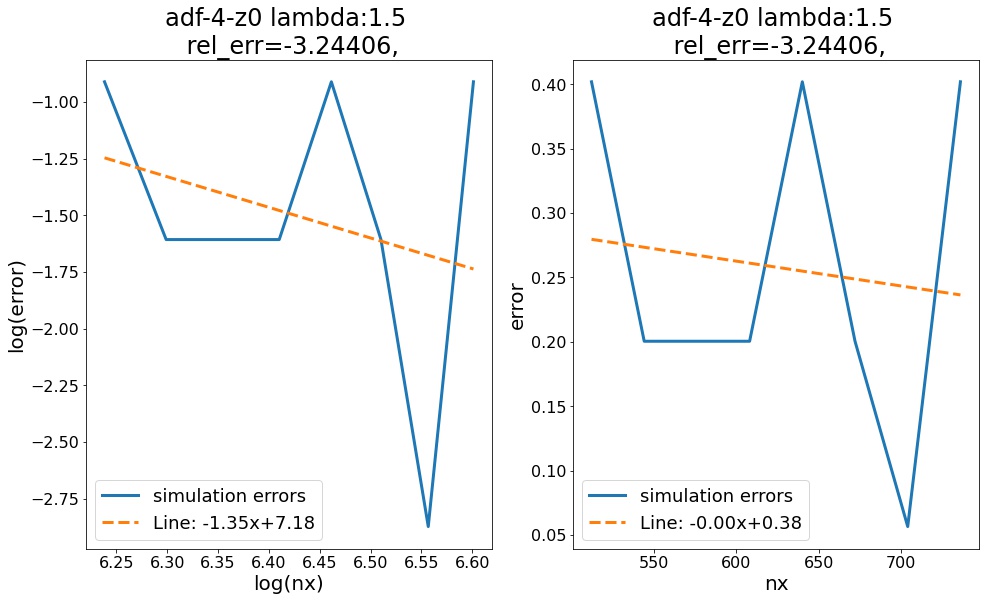 adf-4-z0 lambda:1.5
rel_err=-3.24406,
log(error)
−1.00
−1.25
−1.50
−1.75
−2.00
−2.25
−2.50
−2.75
simulation errors
Line: -1.35x+7.18
6.25 6.30 6.35 6.40 6.45 6.50 6.55 6.60
log(nx)
adf-4-z0 lambda:1.5
rel_err=-3.24406,
error
0.40
0.35
0.30
0.25
0.20
0.15
0.10
0.05
simulation errors
Line: -0.00x+0.38
550 600 650 700
nx